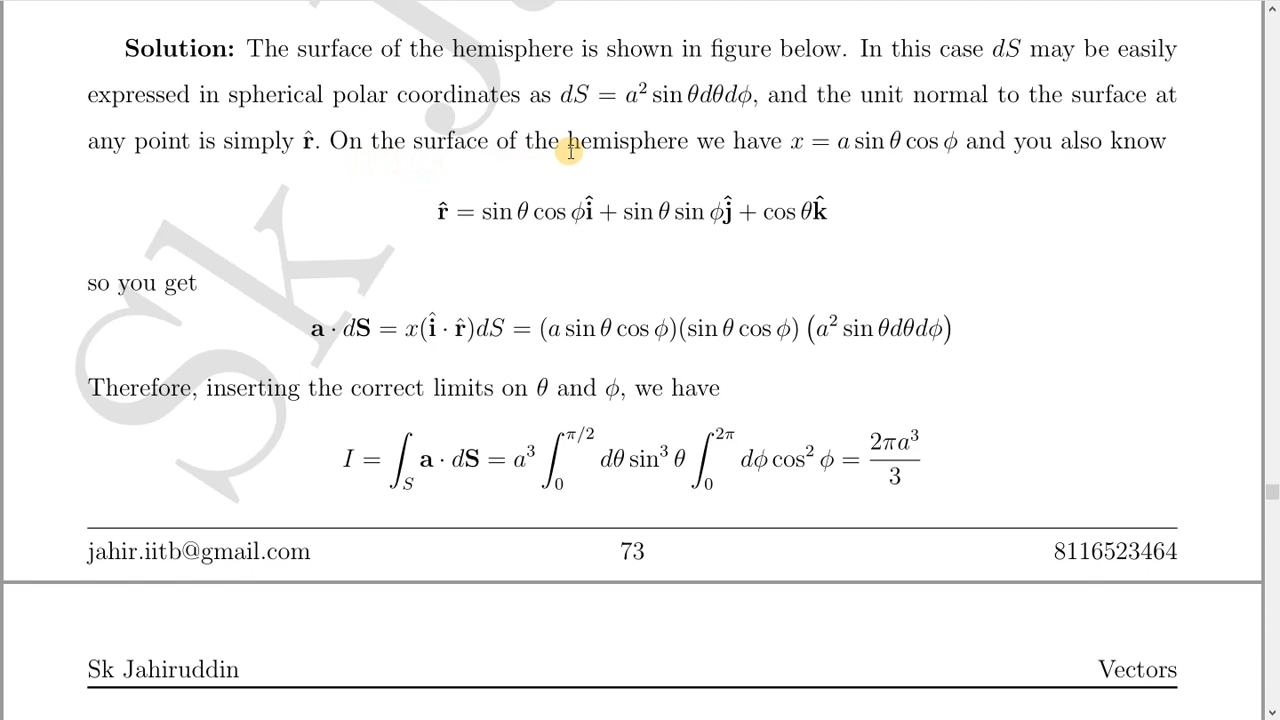 Solution: The surface of the hemisphere is shown in figure below. In this case dS may be easily
expressed in spherical polar coordinates as dS = a² sin θdθdϕ, and the unit normal to the surface at
any point is simply r̂. On the surface of the hemisphere we have x = a sin θ cos ϕ and you also know
r̂ = sin θ cos ϕî + sin θ sin ϕĵ + cos θk̂
so you get
a · dS = x(î · r̂)dS = (a sin θ cos ϕ)(sin θ cos ϕ) (a² sin θdθdϕ)
Therefore, inserting the correct limits on θ and ϕ, we have
I = ∫_S a · dS = a³ ∫_0^{π/2} dθ sin³ θ ∫_0^{2π} dϕ cos² ϕ = 2πa³/3
jahir.iitb@gmail.com 73 8116523464
Sk Jahiruddin Vectors
Sk J